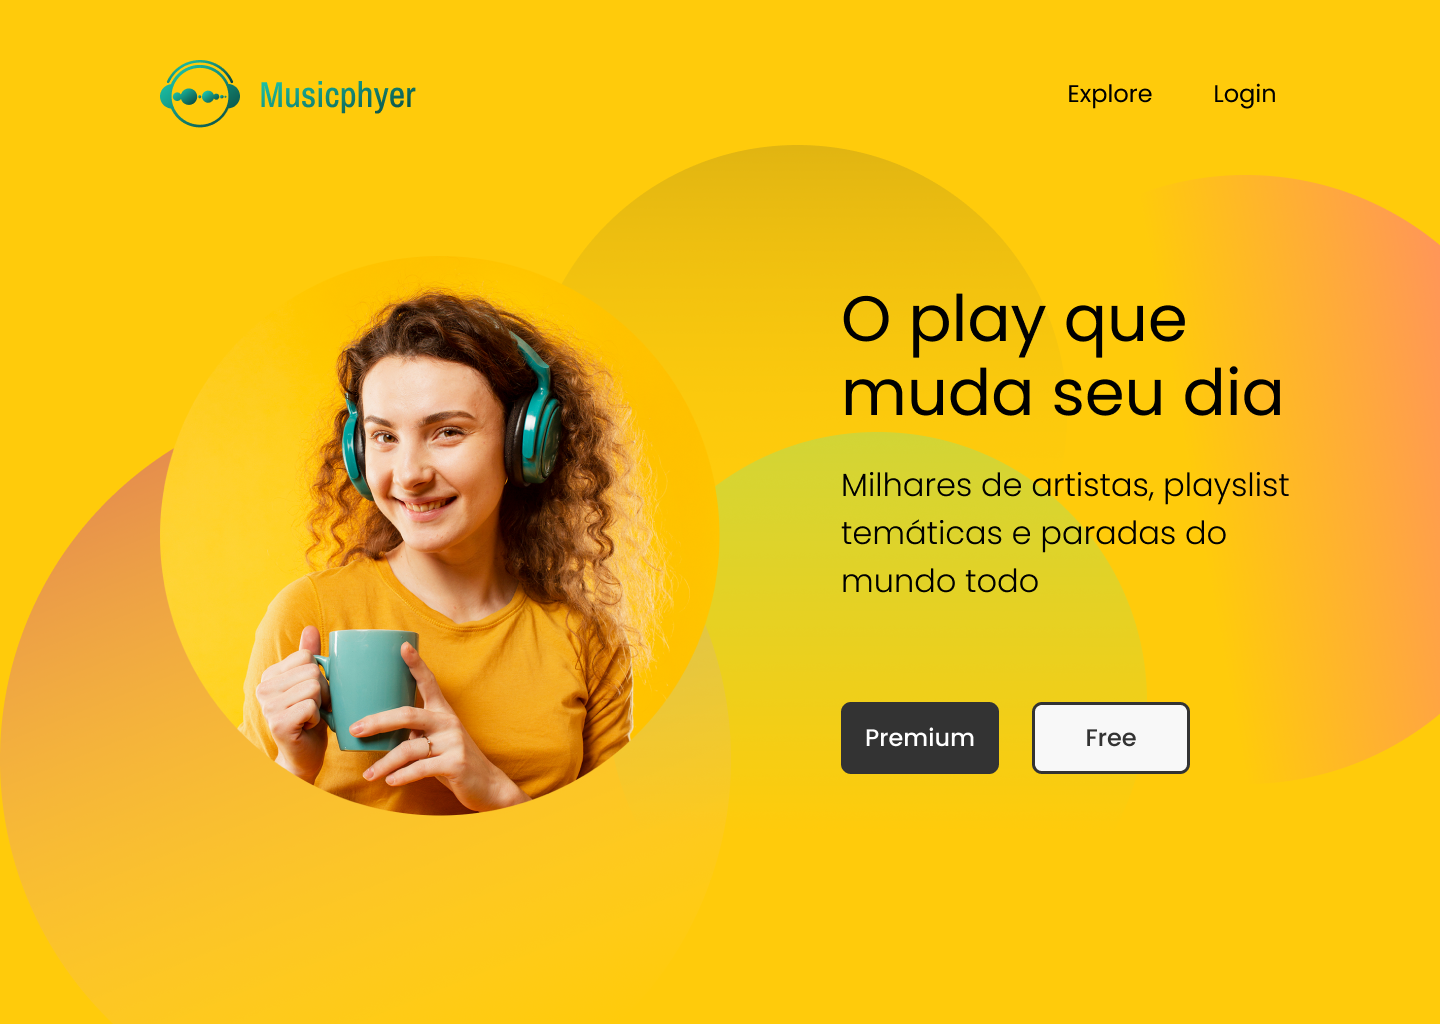 Musicphyer
Explore
Login
O play que
muda seu dia
Milhares de artistas, playslist
temáticas e paradas do
mundo todo
Premium
Free